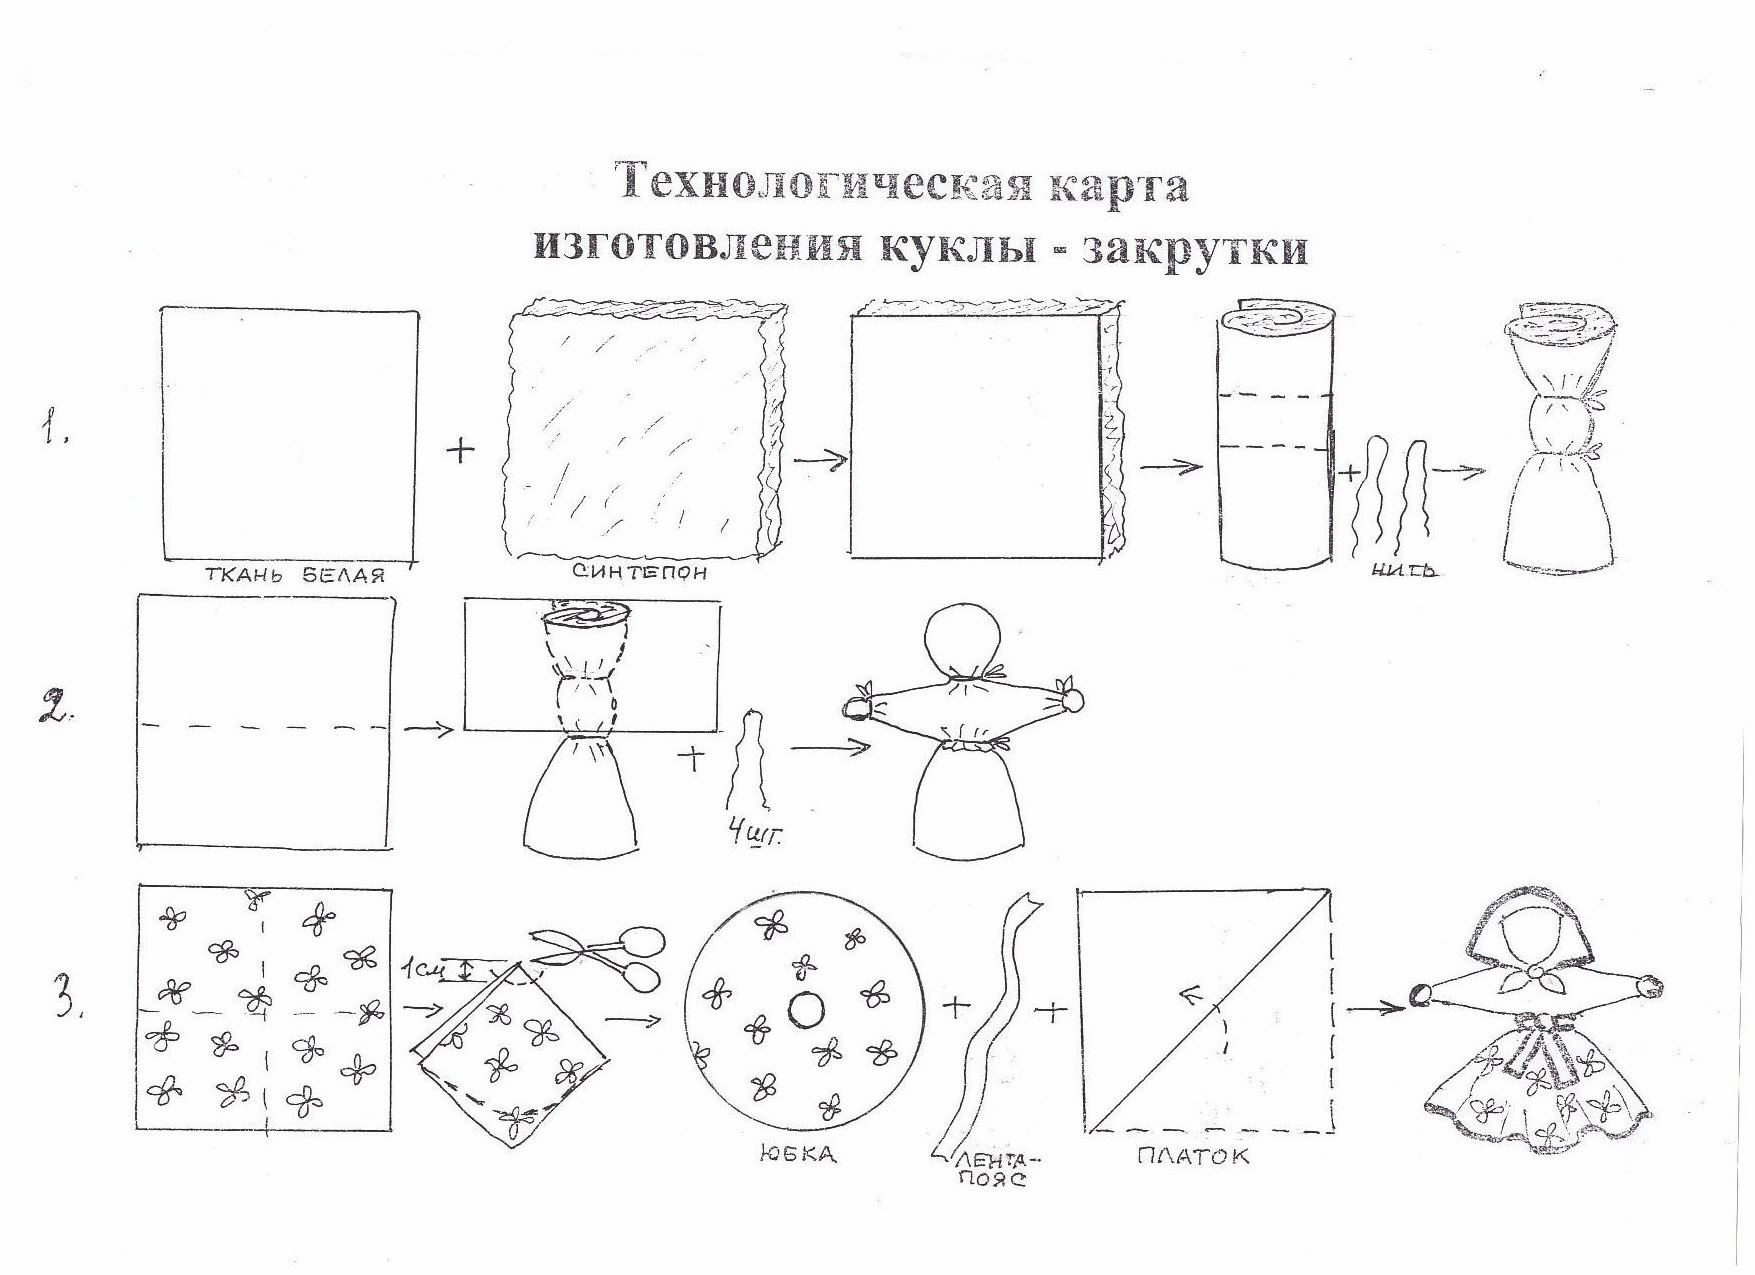 Технологическая карта
изготовления куклы - закрутки
1.
ТКАНЬ БЕЛАЯ
СИНТЕПОН
НИТЬ
2.
4шт.
3.
1см
ЮБКА
ЛЕНТА-
ПОЯС
ПЛАТОК